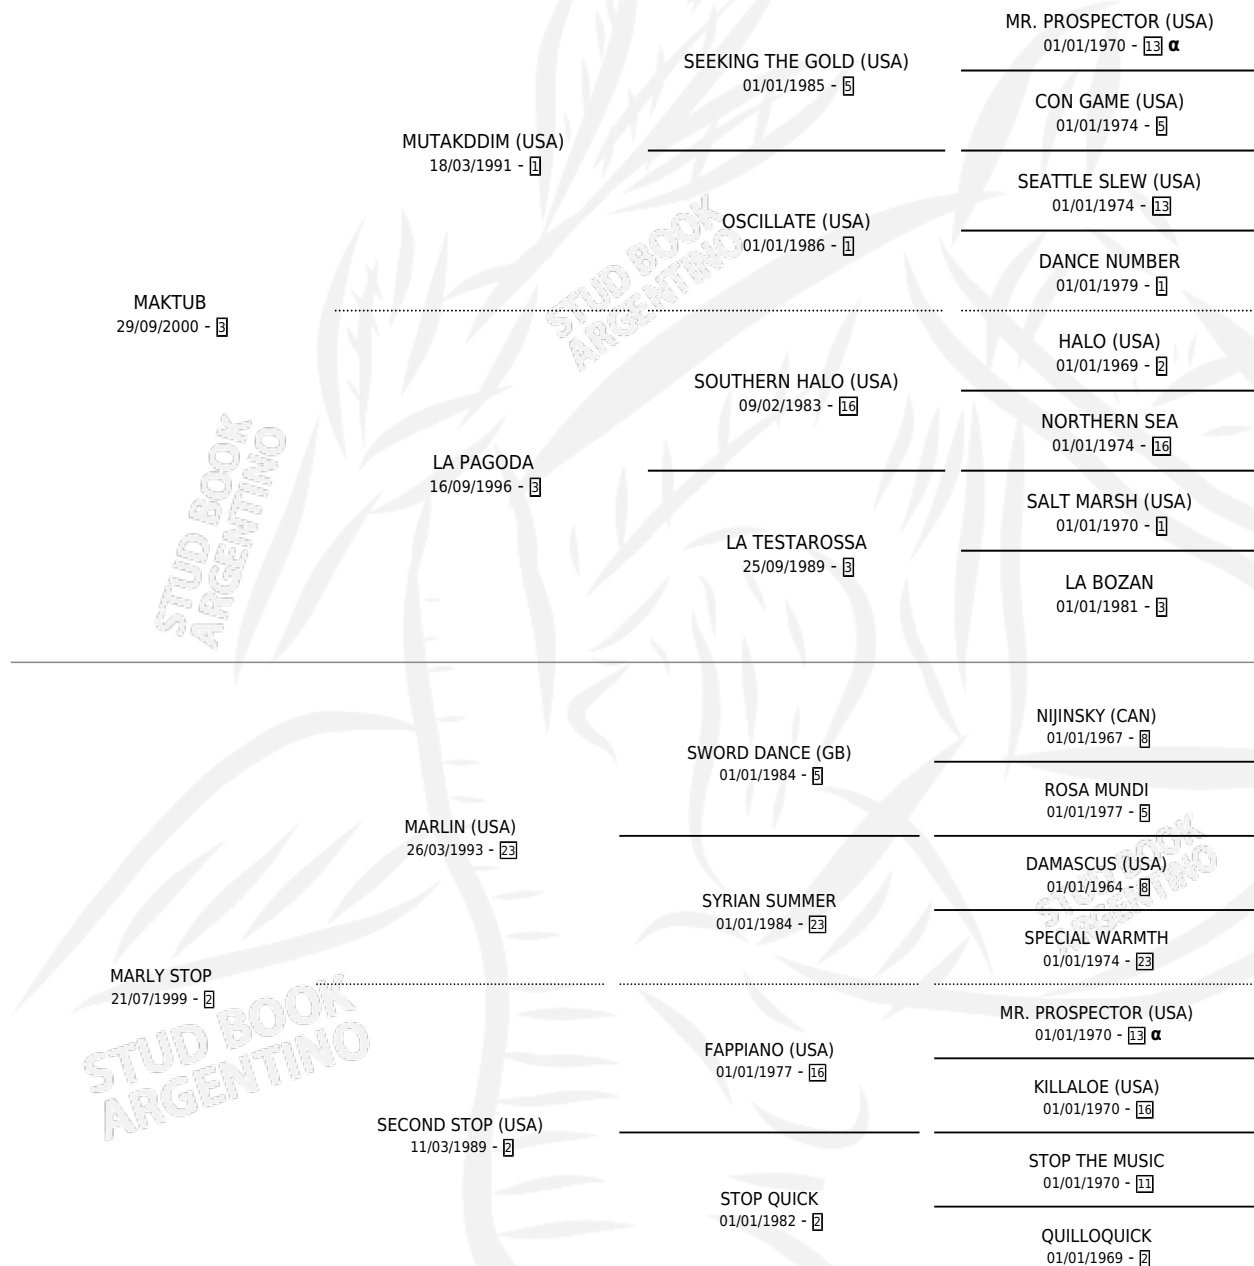 MR. PROSPECTOR (USA)
01/01/1970 - 13 α
SEEKING THE GOLD (USA)
01/01/1985 - 5
CON GAME (USA)
01/01/1974 - 5
MUTAKDDIM (USA)
18/03/1991 - 1
SEATTLE SLEW (USA)
01/01/1974 - 13
OSCILLATE (USA)
01/01/1986 - 1
DANCE NUMBER
01/01/1979 - 1
MAKTUB
29/09/2000 - 3
HALO (USA)
01/01/1969 - 2
SOUTHERN HALO (USA)
09/02/1983 - 16
NORTHERN SEA
01/01/1974 - 16
LA PAGODA
16/09/1996 - 3
SALT MARSH (USA)
01/01/1970 - 1
LA TESTAROSSA
25/09/1989 - 3
LA BOZAN
01/01/1981 - 3
NIJINSKY (CAN)
01/01/1967 - 8
SWORD DANCE (GB)
01/01/1984 - 5
ROSA MUNDI
01/01/1977 - 5
MARLIN (USA)
26/03/1993 - 23
DAMASCUS (USA)
01/01/1964 - 8
SYRIAN SUMMER
01/01/1984 - 23
SPECIAL WARMTH
01/01/1974 - 23
MARLY STOP
21/07/1999 - 2
MR. PROSPECTOR (USA)
01/01/1970 - 13 α
FAPPIANO (USA)
01/01/1977 - 16
KILLALOE (USA)
01/01/1970 - 16
SECOND STOP (USA)
11/03/1989 - 2
STOP THE MUSIC
01/01/1970 - 11
STOP QUICK
01/01/1982 - 2
QUILLOQUICK
01/01/1969 - 2
STUD BOOK
ARGENTINO
STUD BOOK
ARGENTINO
STUD BOOK
ARGENTINO
STUD BOOK
ARGENTINO